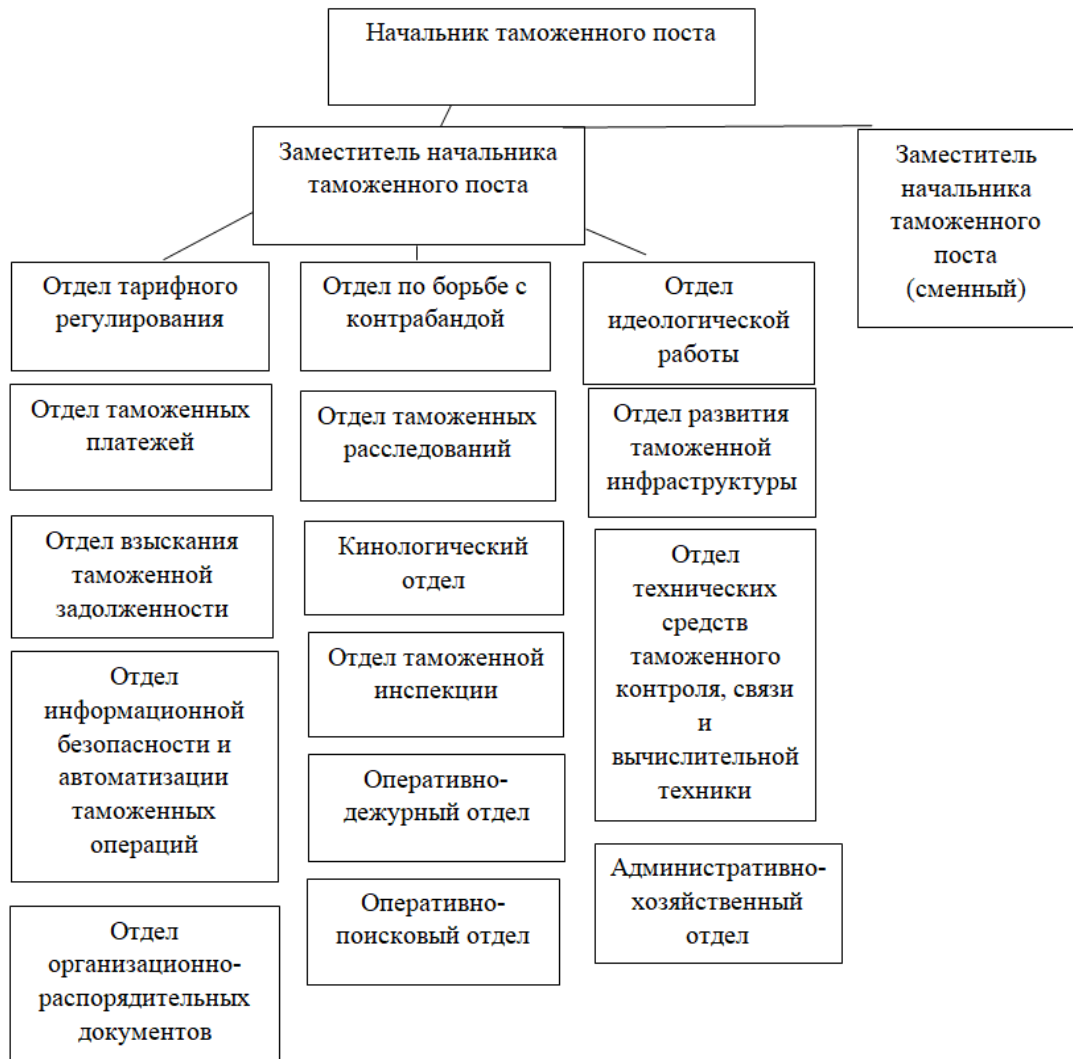 Начальник таможенного поста
Заместитель начальника
таможенного поста
Заместитель
начальника
таможенного
поста
(сменный)
Отдел тарифного
регулирования
Отдел таможенных
платежей
Отдел взыскания
таможенной
задолженности
Отдел
информационной
безопасности и
автоматизации
таможенных
операций
Отдел
организационно-
распорядительных
документов
Отдел по борьбе с
контрабандой
Отдел таможенных
расследований
Кинологический
отдел
Отдел таможенной
инспекции
Оперативно-
дежурный отдел
Оперативно-
поисковый отдел
Отдел
идеологической
работы
Отдел развития
таможенной
инфраструктуры
Отдел
технических
средств
таможенного
контроля, связи
и
вычислительной
техники
Административно-
хозяйственный
отдел